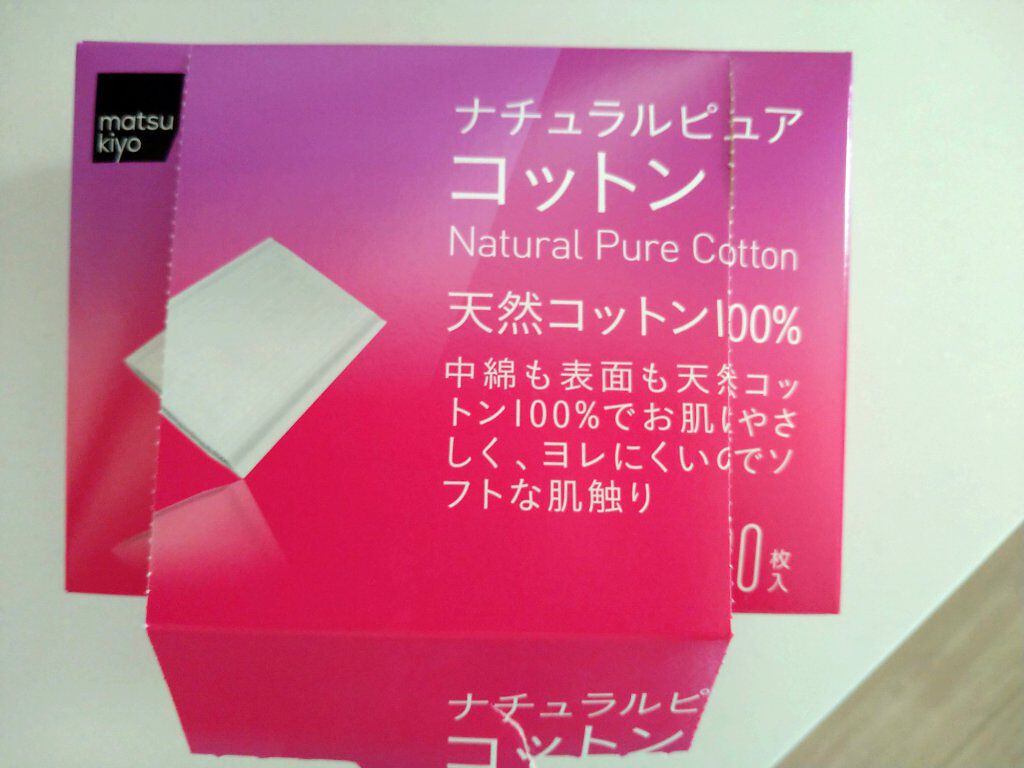 matsu
kiyo
ナチュラルピュア
コットン
Natural Pure Cotton
天然コットン100%
中綿も表面も天然コッ
トン100%でお肌にやさ
しく、ヨレにくいのでソ
フトな肌触り
枚
入
ナチュラルピ
コットン